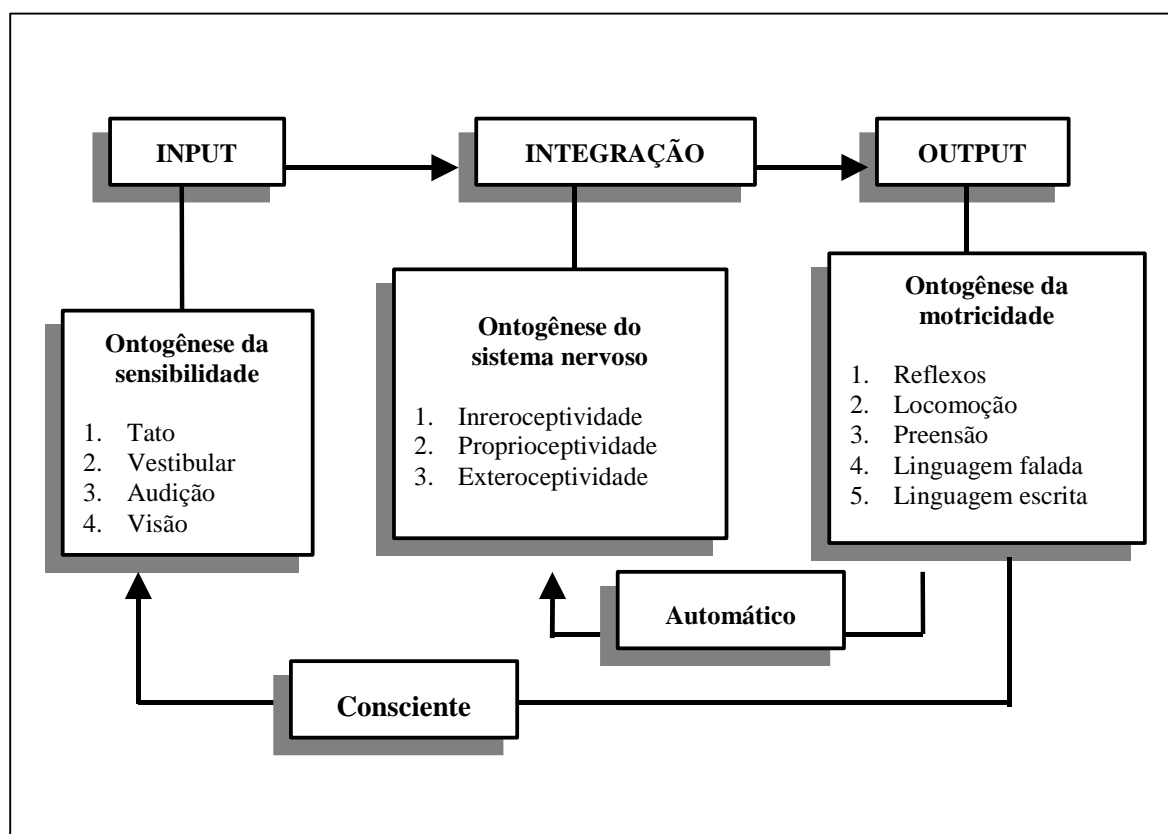 INPUT
INTEGRAÇÃO
OUTPUT
Ontogênese da
sensibilidade
1. Tato
2. Vestibular
3. Audição
4. Visão
Ontogênese do
sistema nervoso
1. Inreroceptividade
2. Proprioceptividade
3. Exteroceptividade
Ontogênese da
motricidade
1. Reflexos
2. Locomoção
3. Preensão
4. Linguagem falada
5. Linguagem escrita
Automático
Consciente